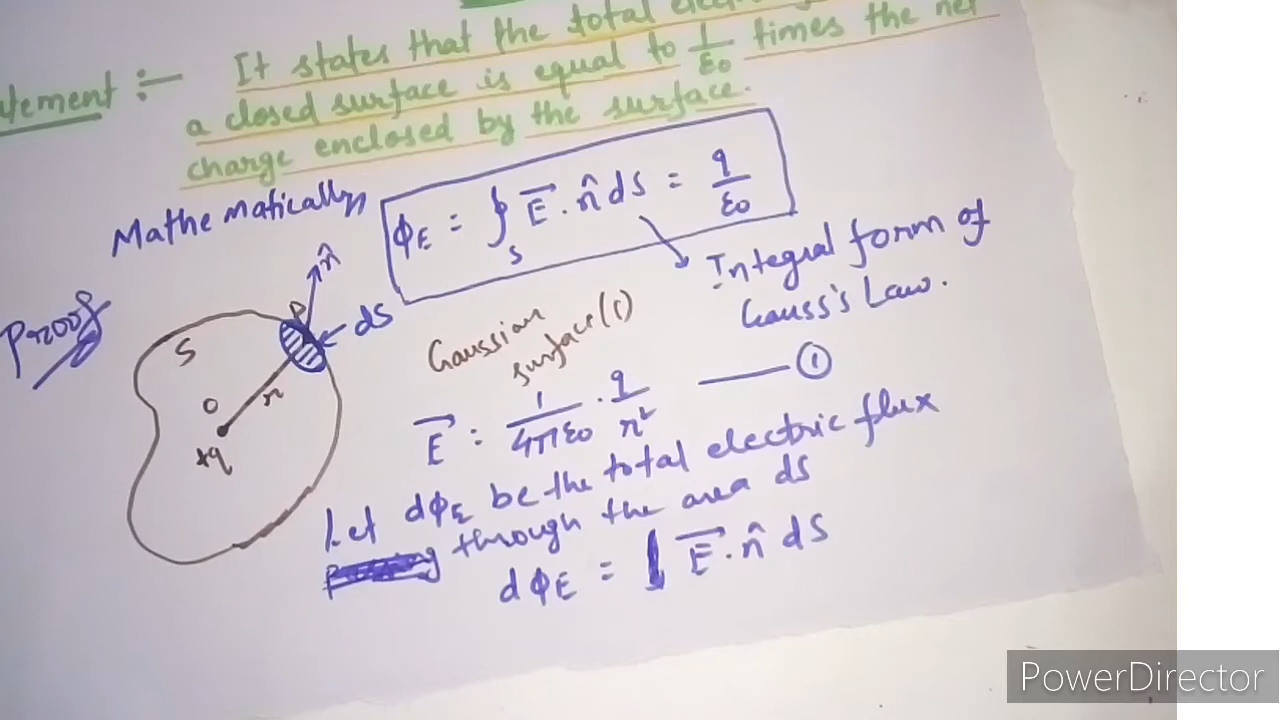 It states that the total
atement :- a closed surface is equal to 1/ε0 times the net
charge enclosed by the surface.
Mathematically φE = ∮S E⃗ . n̂ ds = q/ε0
Integral form of
Gauss's Law.
Proof
n̂
P
ds
S
O
r
+q
Gaussian
surface(1)
E⃗ = 1/4πε0 . q/r² —— ①
Let dφE be the total electric flux
through the area ds
dφE = E⃗ . n̂ ds
PowerDirector